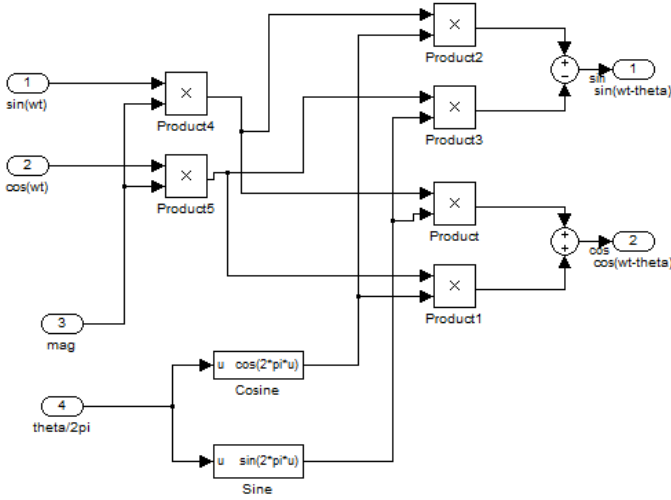 ×
Product2
1
sin(wt)
×
Product4
+
−
sin
1
sin(wt-theta)
×
Product3
2
cos(wt)
×
Product5
×
Product
+
+
cos
2
cos(wt-theta)
×
Product1
3
mag
u cos(2*pi*u)
Cosine
4
theta/2pi
u sin(2*pi*u)
Sine